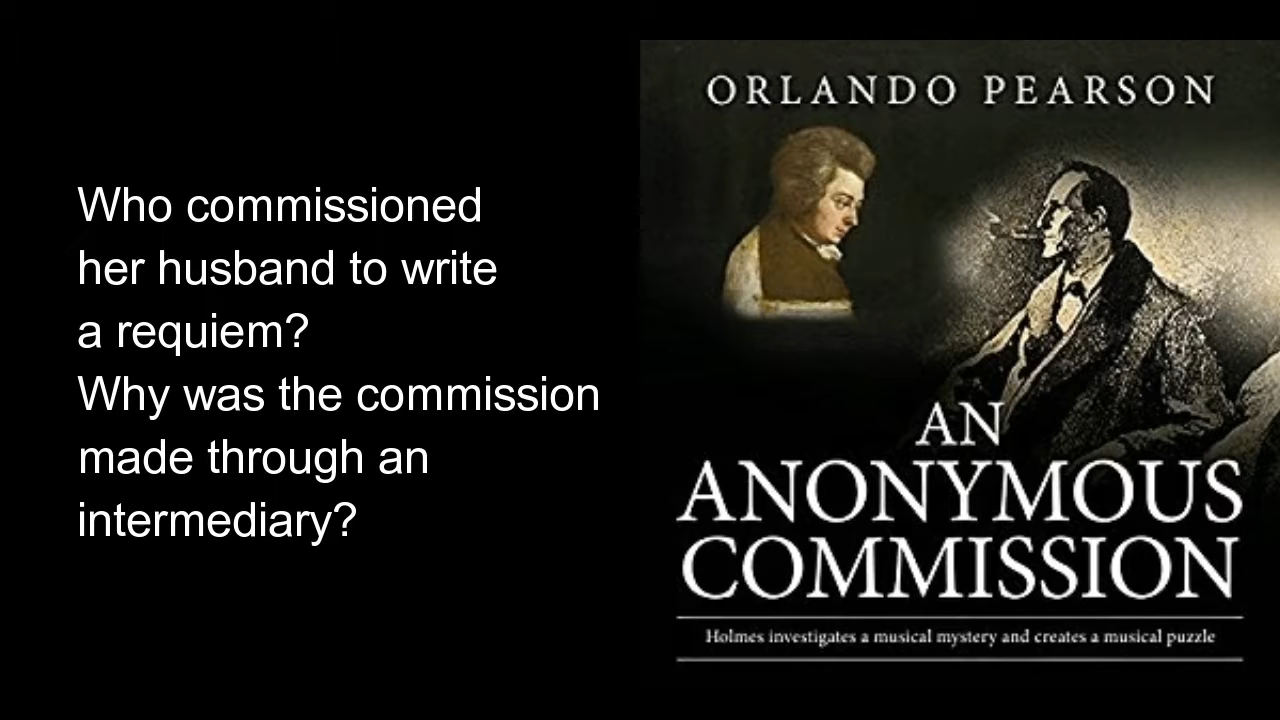 Who commissioned
her husband to write
a requiem?
Why was the commission
made through an
intermediary?
ORLANDO PEARSON
AN
ANONYMOUS
COMMISSION
Holmes investigates a musical mystery and creates a musical puzzle